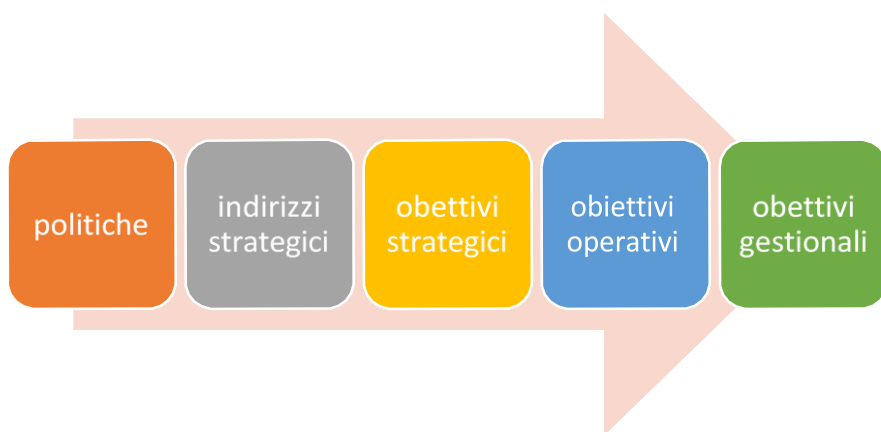 politiche
indirizzi
strategici
obettivi
strategici
obiettivi
operativi
obettivi
gestionali